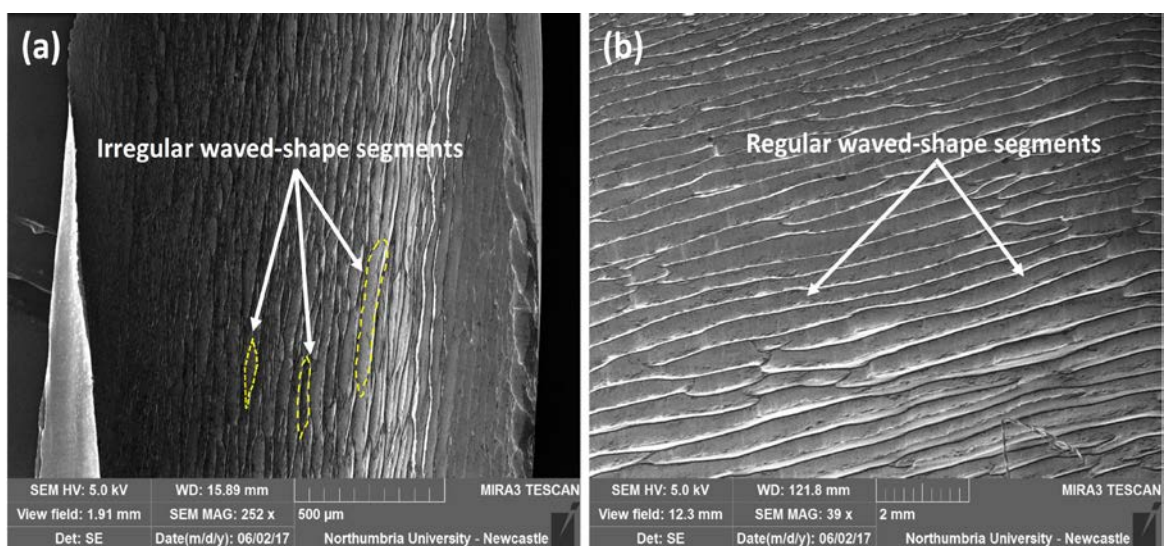 (a)
Irregular waved-shape segments
SEM HV: 5.0 kV WD: 15.89 mm MIRA3 TESCAN
View field: 1.91 mm SEM MAG: 252 x 500 µm
Det: SE Date(m/d/y): 06/02/17 Northumbria University - Newcastle
(b)
Regular waved-shape segments
SEM HV: 5.0 kV WD: 121.8 mm MIRA3 TESCAN
View field: 12.3 mm SEM MAG: 39 x 2 mm
Det: SE Date(m/d/y): 06/02/17 Northumbria University - Newcastle